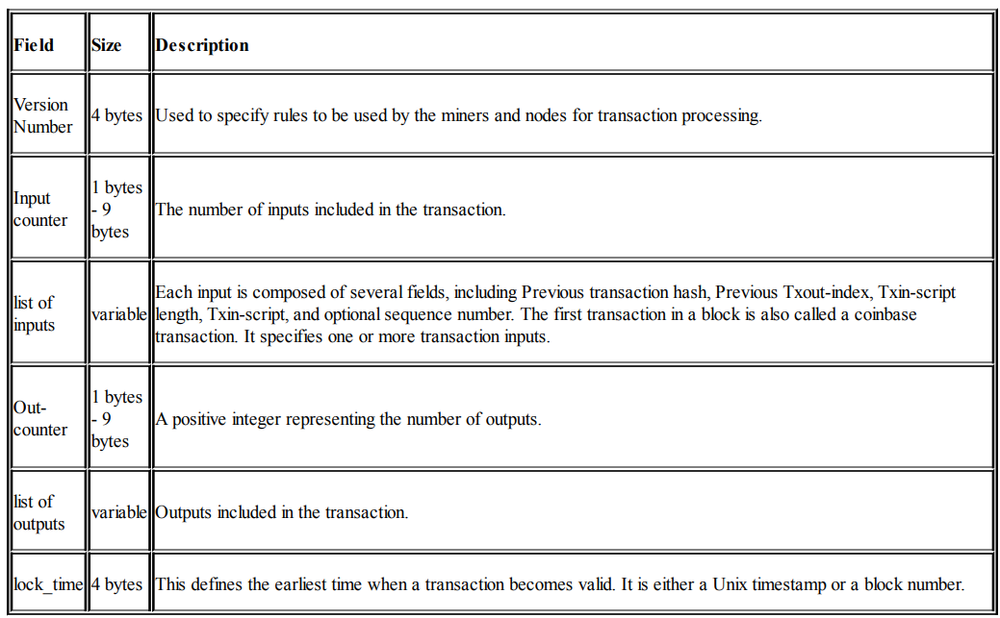 Field Size Description
Version
Number
4 bytes
Used to specify rules to be used by the miners and nodes for transaction processing.
Input
counter
1 bytes
- 9
bytes
The number of inputs included in the transaction.
list of
inputs
variable
Each input is composed of several fields, including Previous transaction hash, Previous Txout-index, Txin-script
length, Txin-script, and optional sequence number. The first transaction in a block is also called a coinbase
transaction. It specifies one or more transaction inputs.
Out-
counter
1 bytes
- 9
bytes
A positive integer representing the number of outputs.
list of
outputs
variable
Outputs included in the transaction.
lock_time
4 bytes
This defines the earliest time when a transaction becomes valid. It is either a Unix timestamp or a block number.